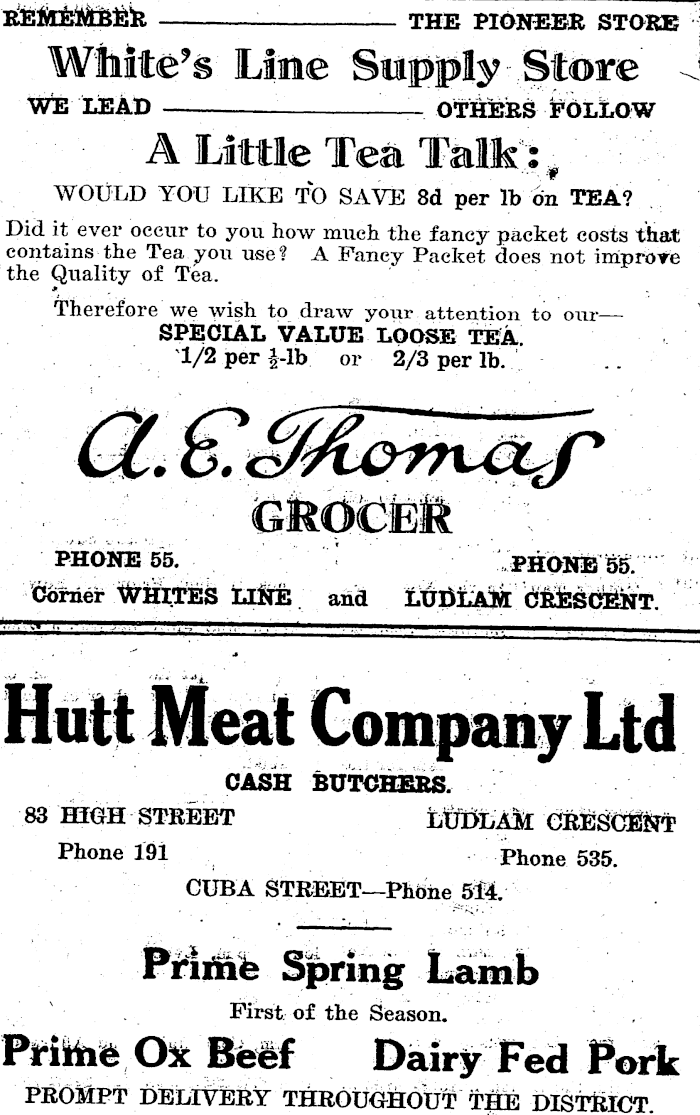 REMEMBER ——— THE PIONEER STORE
White's Line Supply Store
WE LEAD ——— OTHERS FOLLOW
A Little Tea Talk:
WOULD YOU LIKE TO SAVE 8d per lb on TEA?
Did it ever occur to you how much the fancy packet costs that
contains the Tea you use? A Fancy Packet does not improve
the Quality of Tea.
Therefore we wish to draw your attention to our—
SPECIAL VALUE LOOSE TEA.
1/2 per ½-lb or 2/3 per lb.
A. E. Thomas
GROCER
PHONE 55. PHONE 55.
Corner WHITES LINE and LUDLAM CRESCENT.
Hutt Meat Company Ltd
CASH BUTCHERS.
83 HIGH STREET LUDLAM CRESCENT
Phone 191 Phone 535.
CUBA STREET—Phone 514.
Prime Spring Lamb
First of the Season.
Prime Ox Beef Dairy Fed Pork
PROMPT DELIVERY THROUGHOUT THE DISTRICT.